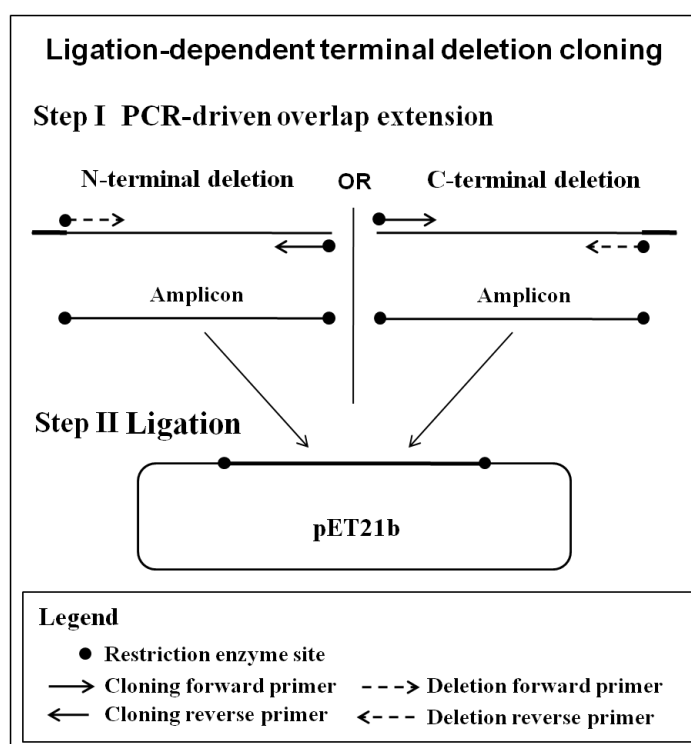 Ligation-dependent terminal deletion cloning
Step I PCR-driven overlap extension
N-terminal deletion OR C-terminal deletion
Amplicon Amplicon
Step II Ligation
pET21b
Legend
Restriction enzyme site
Cloning forward primer Deletion forward primer
Cloning reverse primer Deletion reverse primer